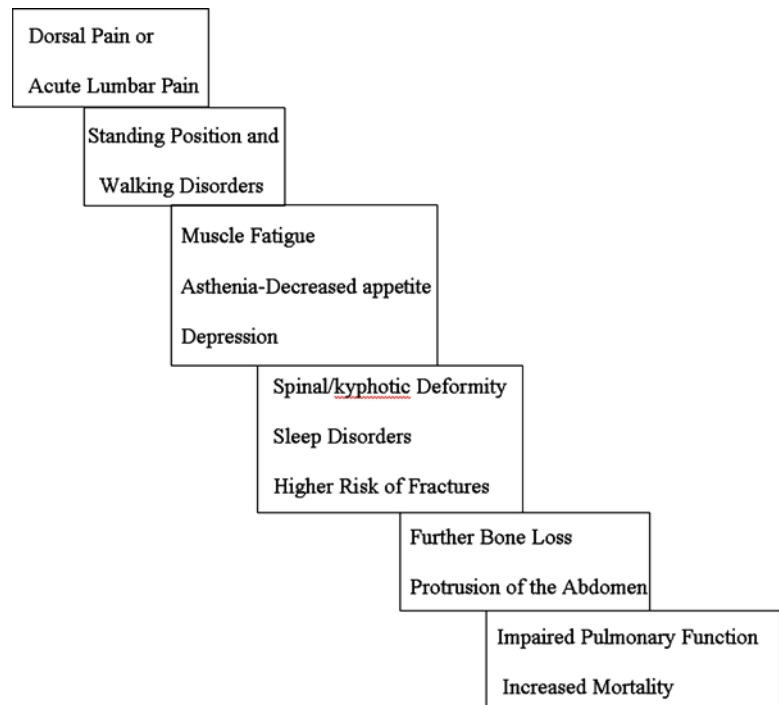 Dorsal Pain or
Acute Lumbar Pain
Standing Position and
Walking Disorders
Muscle Fatigue
Asthenia-Decreased appetite
Depression
Spinal/kyphotic Deformity
Sleep Disorders
Higher Risk of Fractures
Further Bone Loss
Protrusion of the Abdomen
Impaired Pulmonary Function
Increased Mortality